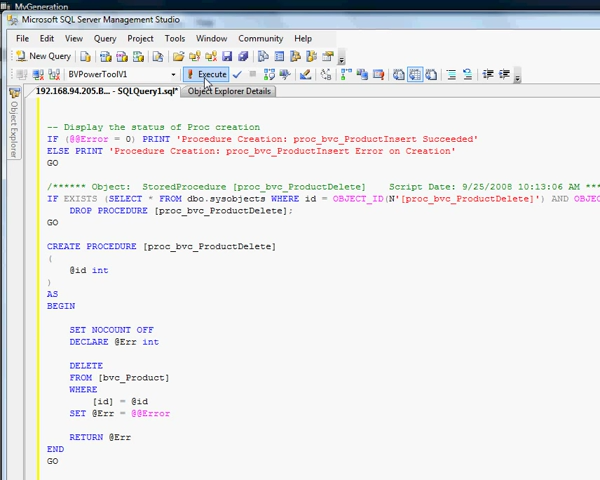 MyGeneration
Microsoft SQL Server Management Studio
File Edit View Query Project Tools Window Community Help
New Query
BVPowerToolV1 Execute
192.168.94.205.B... - SQLQuery1.sql* Object Explorer Details
Object Explorer
-- Display the status of Proc creation
IF (@@Error = 0) PRINT 'Procedure Creation: proc_bvc_ProductInsert Succeeded'
ELSE PRINT 'Procedure Creation: proc_bvc_ProductInsert Error on Creation'
GO
/****** Object: StoredProcedure [proc_bvc_ProductDelete] Script Date: 9/25/2008 10:13:06 AM ***
IF EXISTS (SELECT * FROM dbo.sysobjects WHERE id = OBJECT_ID(N'[proc_bvc_ProductDelete]') AND OBJEC
DROP PROCEDURE [proc_bvc_ProductDelete];
GO
CREATE PROCEDURE [proc_bvc_ProductDelete]
(
@id int
)
AS
BEGIN
SET NOCOUNT OFF
DECLARE @Err int
DELETE
FROM [bvc_Product]
WHERE
[id] = @id
SET @Err = @@Error
RETURN @Err
END
GO